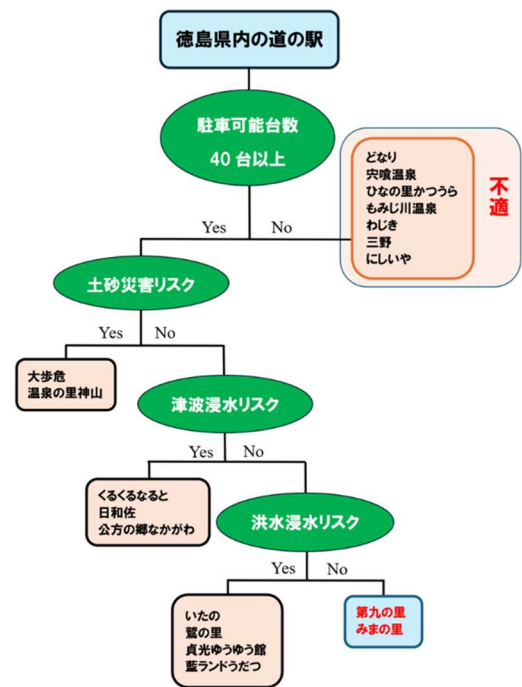 徳島県内の道の駅
駐車可能台数
40 台以上
Yes No
どなり
宍喰温泉
ひなの里かつうら
もみじ川温泉
わじき
三野
にしいや
不適
土砂災害リスク
Yes No
大歩危
温泉の里神山
津波浸水リスク
Yes No
くるくるなると
日和佐
公方の郷なかがわ
洪水浸水リスク
Yes No
いたの
鷲の里
貞光ゆうゆう館
藍ランドうだつ
第九の里
みまの里